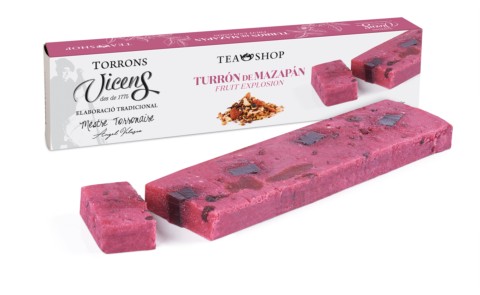 TEA SHOP
TORRONS
Vicens
des de 1775
ELABORACIÓ TRADICIONAL
Mestre Torronaire
TEA SHOP
TURRÓN DE MAZAPÁN
FRUIT EXPLOSION